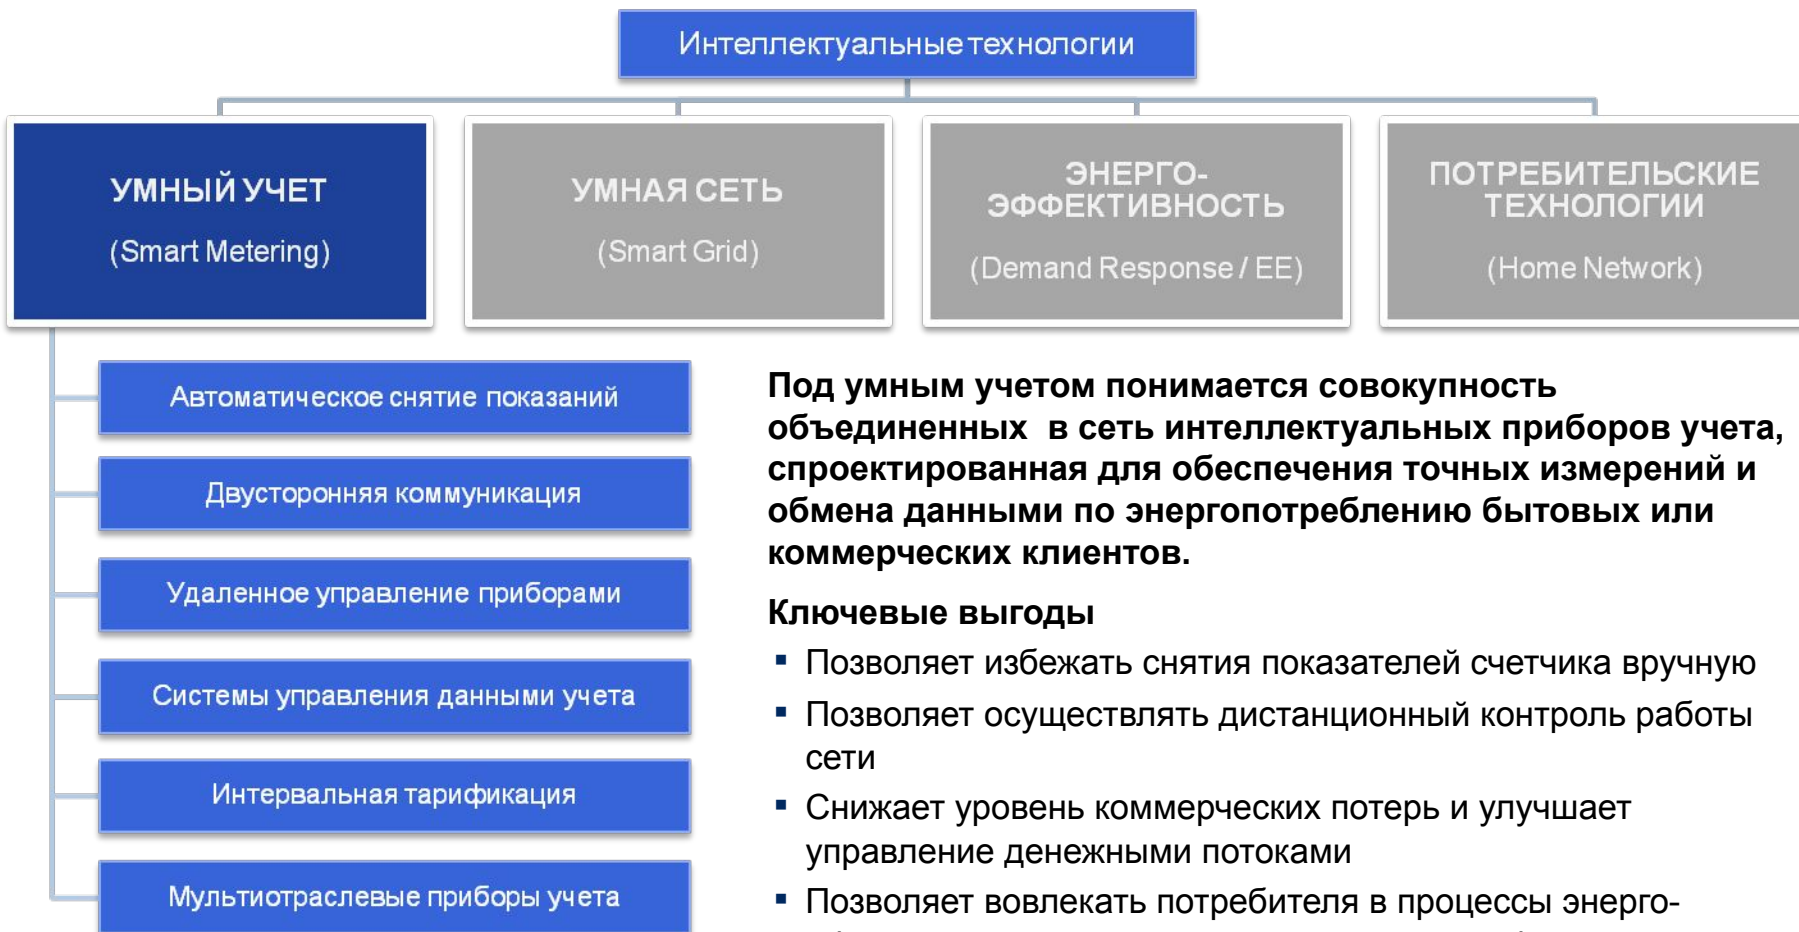 Интеллектуальные технологии
УМНЫЙ УЧЕТ
(Smart Metering)
УМНАЯ СЕТЬ
(Smart Grid)
ЭНЕРГО-
ЭФФЕКТИВНОСТЬ
(Demand Response / EE)
ПОТРЕБИТЕЛЬСКИЕ
ТЕХНОЛОГИИ
(Home Network)
Автоматическое снятие показаний
Двусторонняя коммуникация
Удаленное управление приборами
Системы управления данными учета
Интервальная тарификация
Мультиотраслевые приборы учета
Под умным учетом понимается совокупность
объединенных в сеть интеллектуальных приборов учета,
спроектированная для обеспечения точных измерений и
обмена данными по энергопотреблению бытовых или
коммерческих клиентов.
Ключевые выгоды
▪ Позволяет избежать снятия показателей счетчика вручную
▪ Позволяет осуществлять дистанционный контроль работы
сети
▪ Снижает уровень коммерческих потерь и улучшает
управление денежными потоками
▪ Позволяет вовлекать потребителя в процессы энерго-